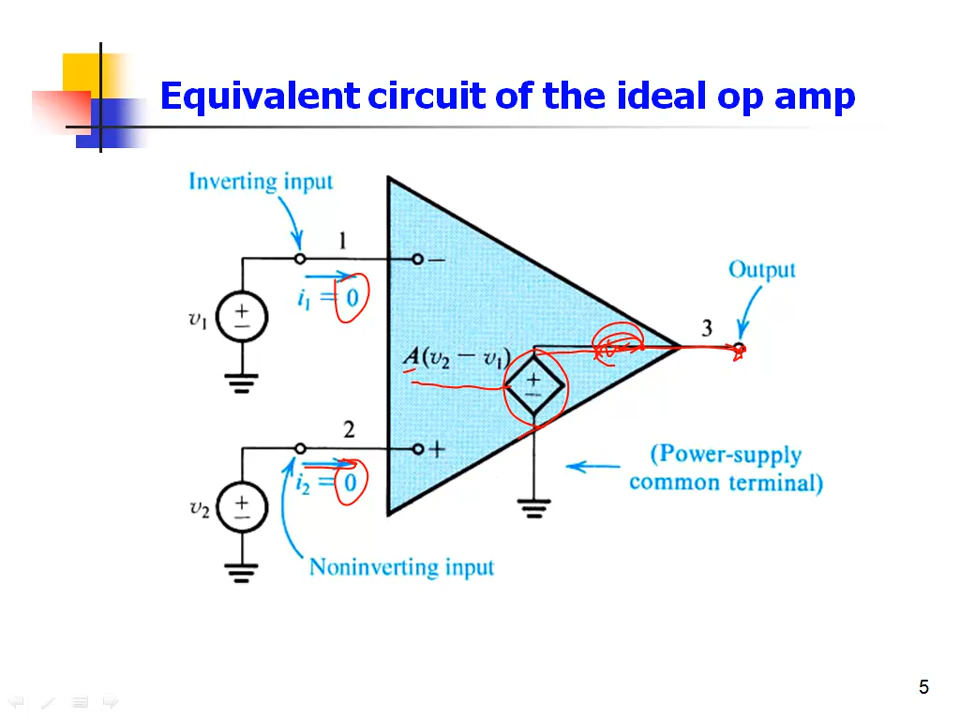 Equivalent circuit of the ideal op amp
Inverting input
1
−
i₁ = 0
v₁
+
−
Output
3
A(v₂ − v₁)
+
−
2
+
i₂ = 0
v₂
+
−
(Power-supply
common terminal)
Noninverting input
5